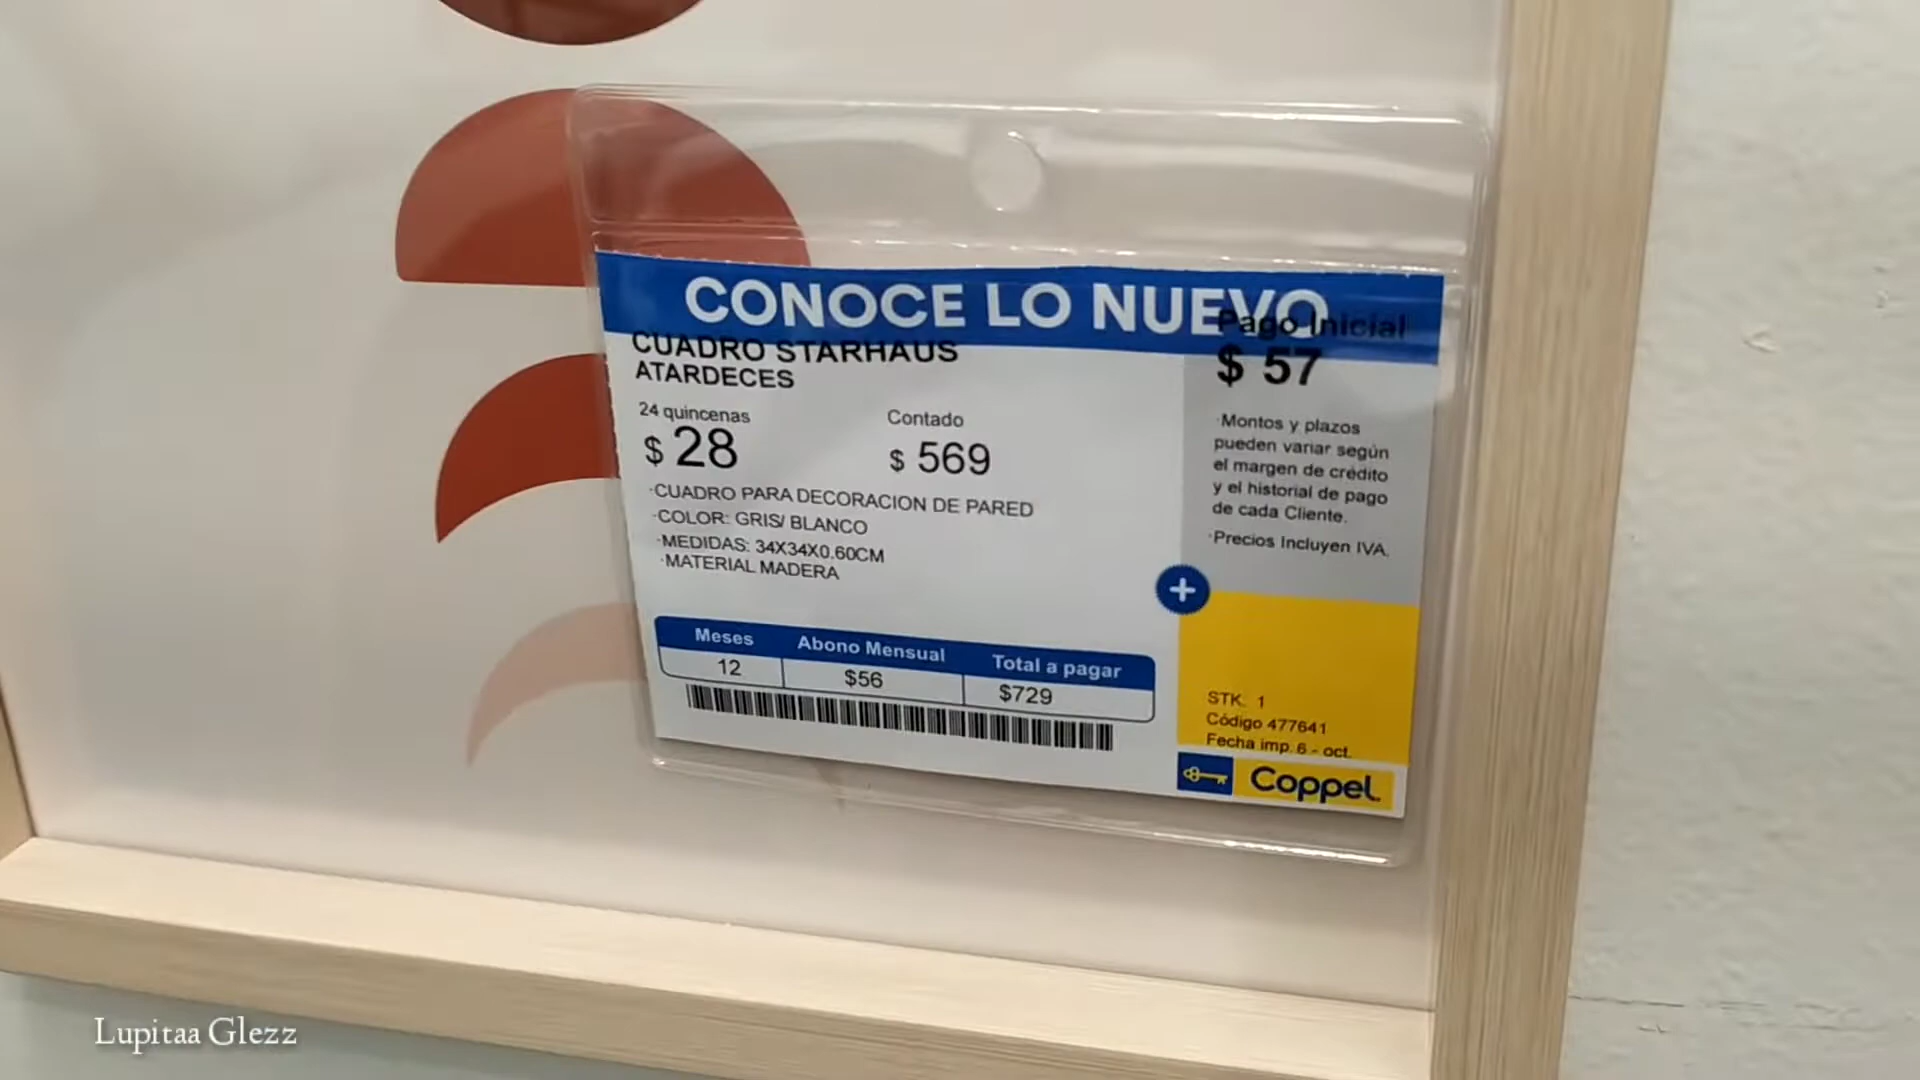 CONOCE LO NUEVO
CUADRO STARHAUS
ATARDECES
24 quincenas
$ 28
Contado
$ 569
·CUADRO PARA DECORACION DE PARED
·COLOR: GRIS/ BLANCO
·MEDIDAS: 34X34X0.60CM
·MATERIAL MADERA
Meses Abono Mensual Total a pagar
12 $56 $729
Pago Inicial
$ 57
·Montos y plazos
pueden variar según
el margen de crédito
y el historial de pago
de cada Cliente.
·Precios Incluyen IVA.
+
STK. 1
Código 477641
Fecha imp. 6 - oct.
Coppel.
Lupitaa Glezz